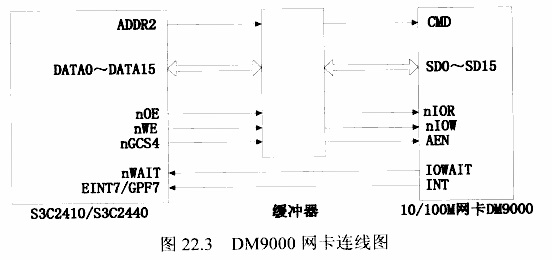 ADDR2 CMD
DATA0～DATA15 SD0～SD15
nOE nIOR
nWE nIOW
nGCS4 AEN
nWAIT IOWAIT
EINT7/GPF7 INT
S3C2410/S3C2440 缓冲器 10/100M网卡DM9000
图 22.3 DM9000 网卡连线图